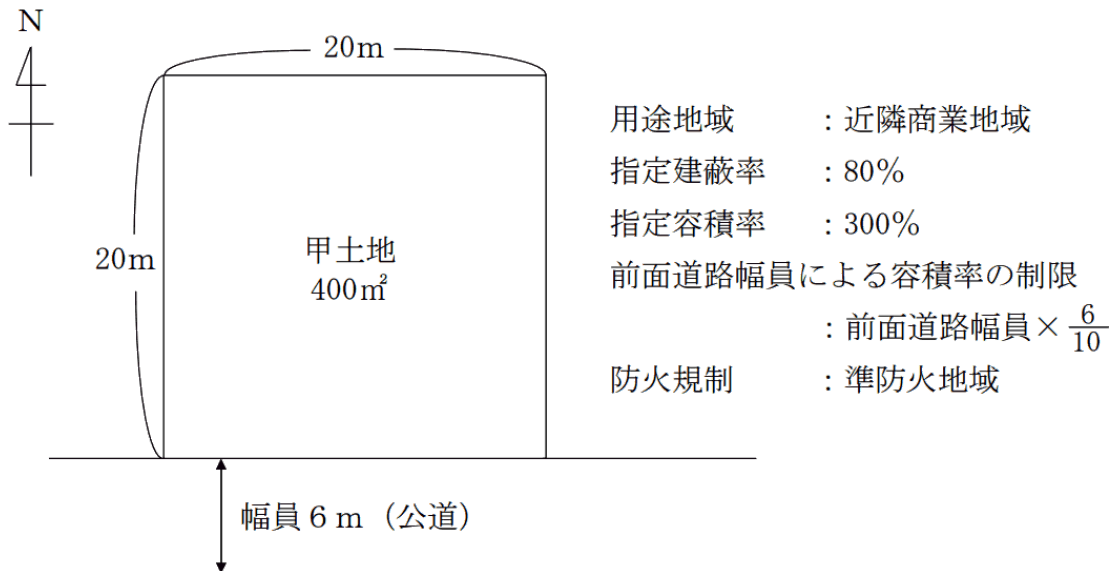 N
20m
20m
甲土地
400㎡
幅員6m（公道）
用途地域　　：近隣商業地域
指定建蔽率　：80%
指定容積率　：300%
前面道路幅員による容積率の制限
：前面道路幅員×6/10
防火規制　　：準防火地域